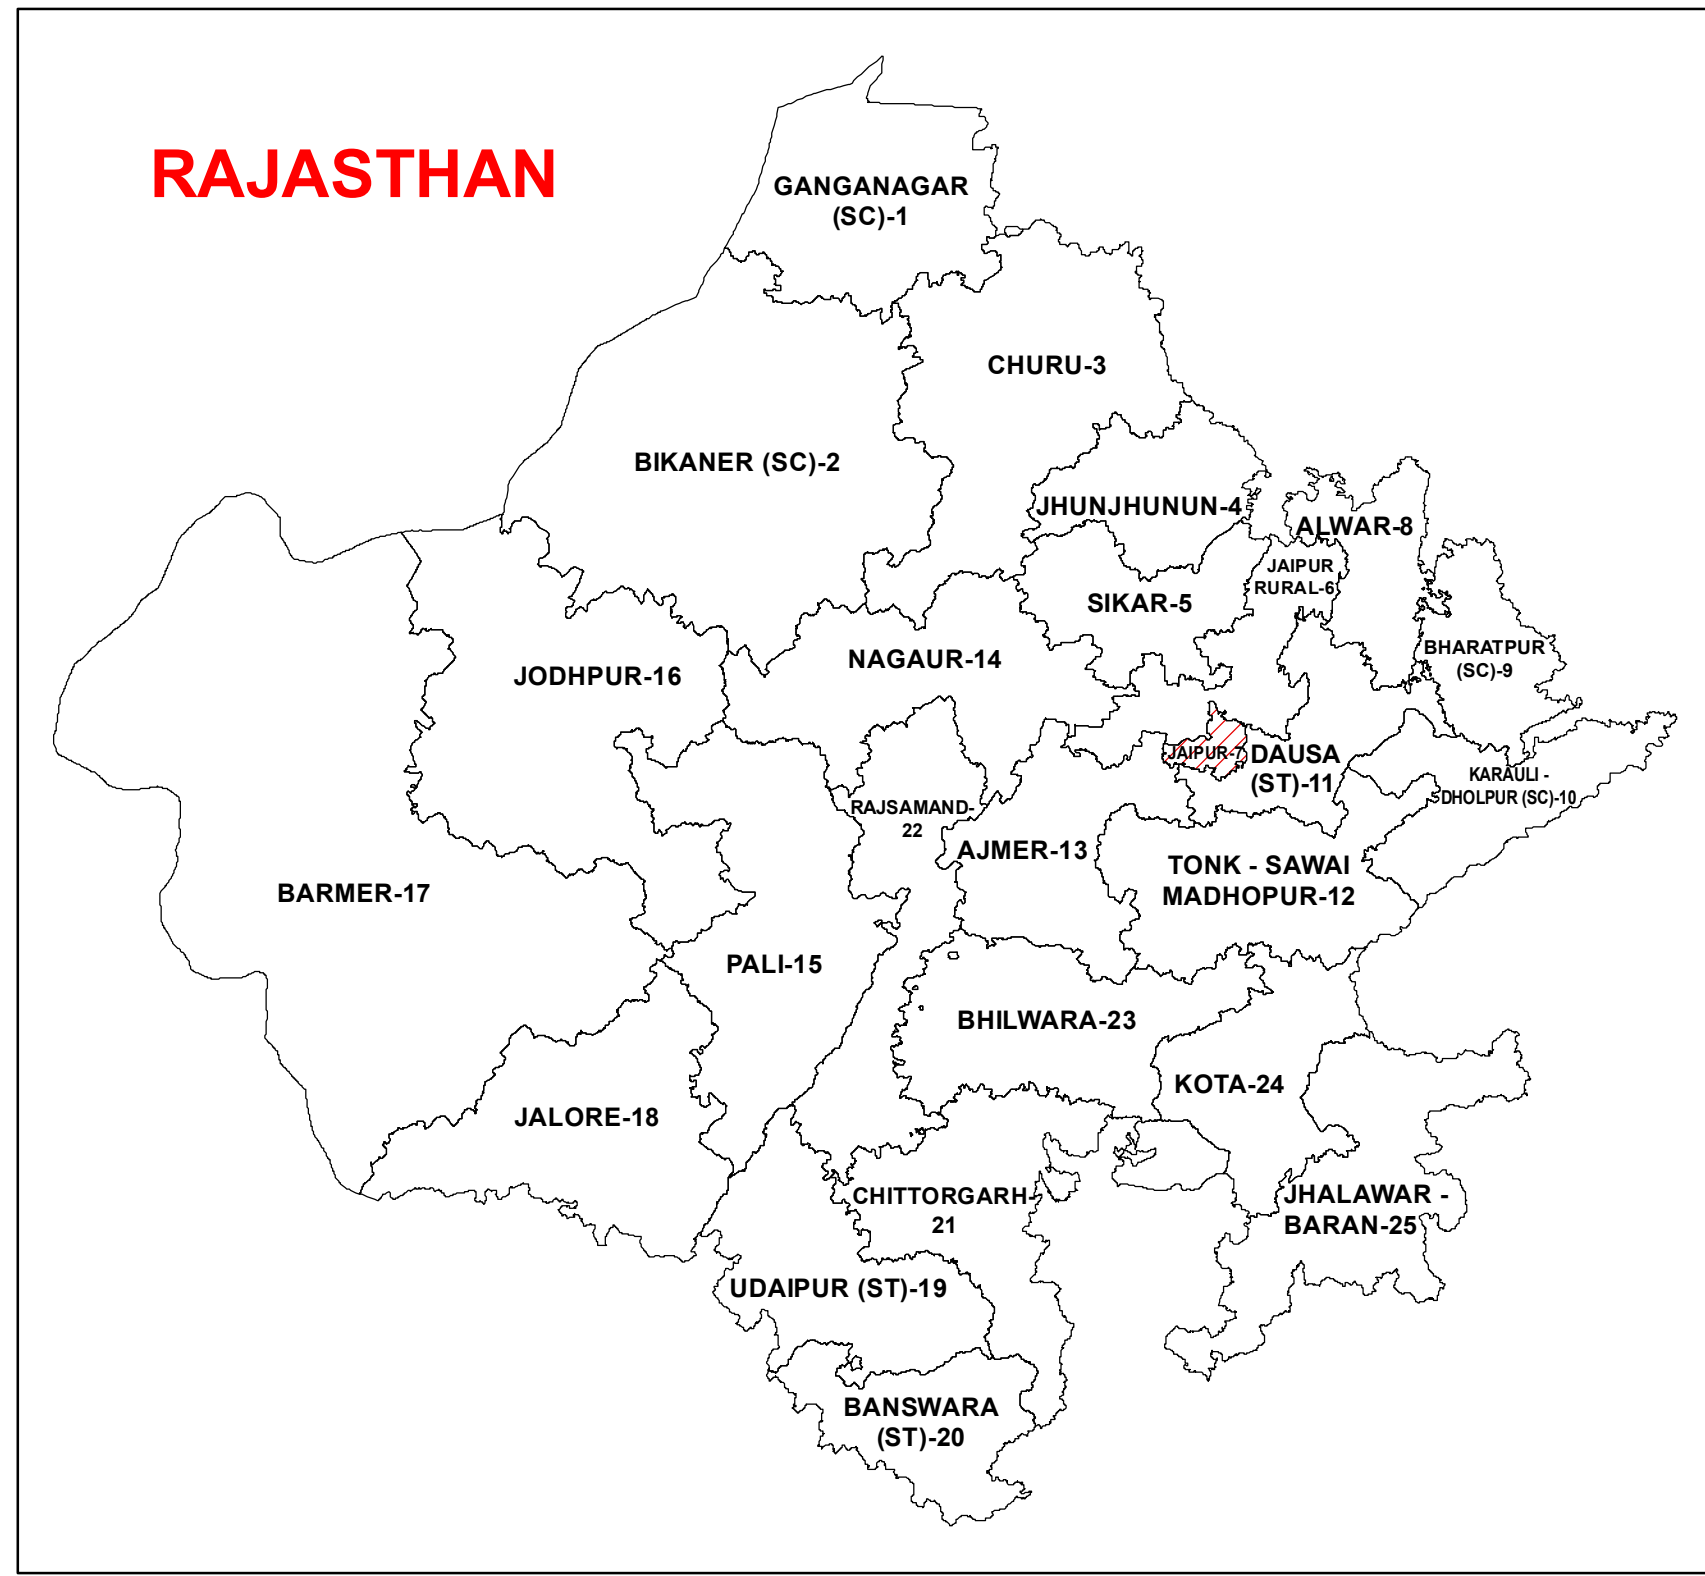 RAJASTHAN
GANGANAGAR
(SC)-1
CHURU-3
BIKANER (SC)-2
JHUNJHUNUN-4
ALWAR-8
JAIPUR
RURAL-6
SIKAR-5
BHARATPUR
(SC)-9
NAGAUR-14
JODHPUR-16
JAIPUR-7
DAUSA
(ST)-11
KARAULI -
DHOLPUR (SC)-10
RAJSAMAND-
22
AJMER-13
TONK - SAWAI
MADHOPUR-12
BARMER-17
PALI-15
BHILWARA-23
KOTA-24
JALORE-18
CHITTORGARH-
21
JHALAWAR -
BARAN-25
UDAIPUR (ST)-19
BANSWARA
(ST)-20